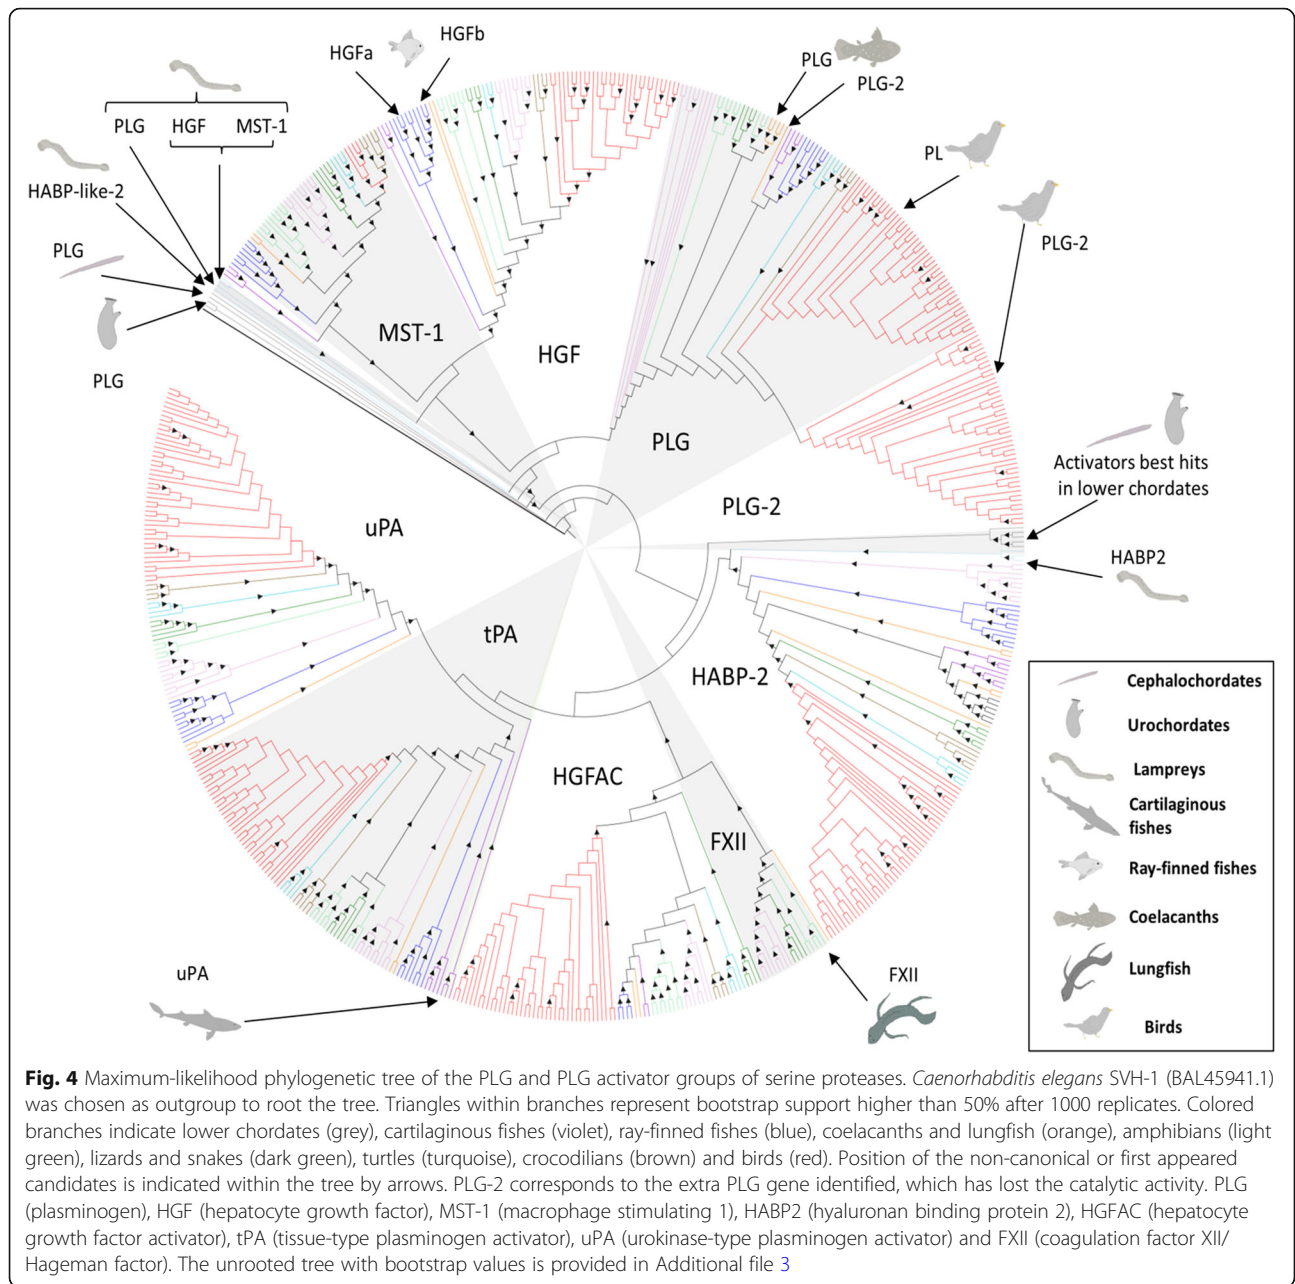 HGFa
HGFb
PLG
PLG-2
PLG
HGF
MST-1
HABP-like-2
PLG
PLG
PL
PLG-2
MST-1
HGF
PLG
PLG-2
Activators best hits
in lower chordates
HABP2
uPA
tPA
HABP-2
HGFAC
FXII
uPA
FXII
Cephalochordates
Urochordates
Lampreys
Cartilaginous
fishes
Ray-finned fishes
Coelacanths
Lungfish
Birds
Fig. 4 Maximum-likelihood phylogenetic tree of the PLG and PLG activator groups of serine proteases. Caenorhabditis elegans SVH-1 (BAL45941.1)
was chosen as outgroup to root the tree. Triangles within branches represent bootstrap support higher than 50% after 1000 replicates. Colored
branches indicate lower chordates (grey), cartilaginous fishes (violet), ray-finned fishes (blue), coelacanths and lungfish (orange), amphibians (light
green), lizards and snakes (dark green), turtles (turquoise), crocodilians (brown) and birds (red). Position of the non-canonical or first appeared
candidates is indicated within the tree by arrows. PLG-2 corresponds to the extra PLG gene identified, which has lost the catalytic activity. PLG
(plasminogen), HGF (hepatocyte growth factor), MST-1 (macrophage stimulating 1), HABP2 (hyaluronan binding protein 2), HGFAC (hepatocyte
growth factor activator), tPA (tissue-type plasminogen activator), uPA (urokinase-type plasminogen activator) and FXII (coagulation factor XII/
Hageman factor). The unrooted tree with bootstrap values is provided in Additional file 3